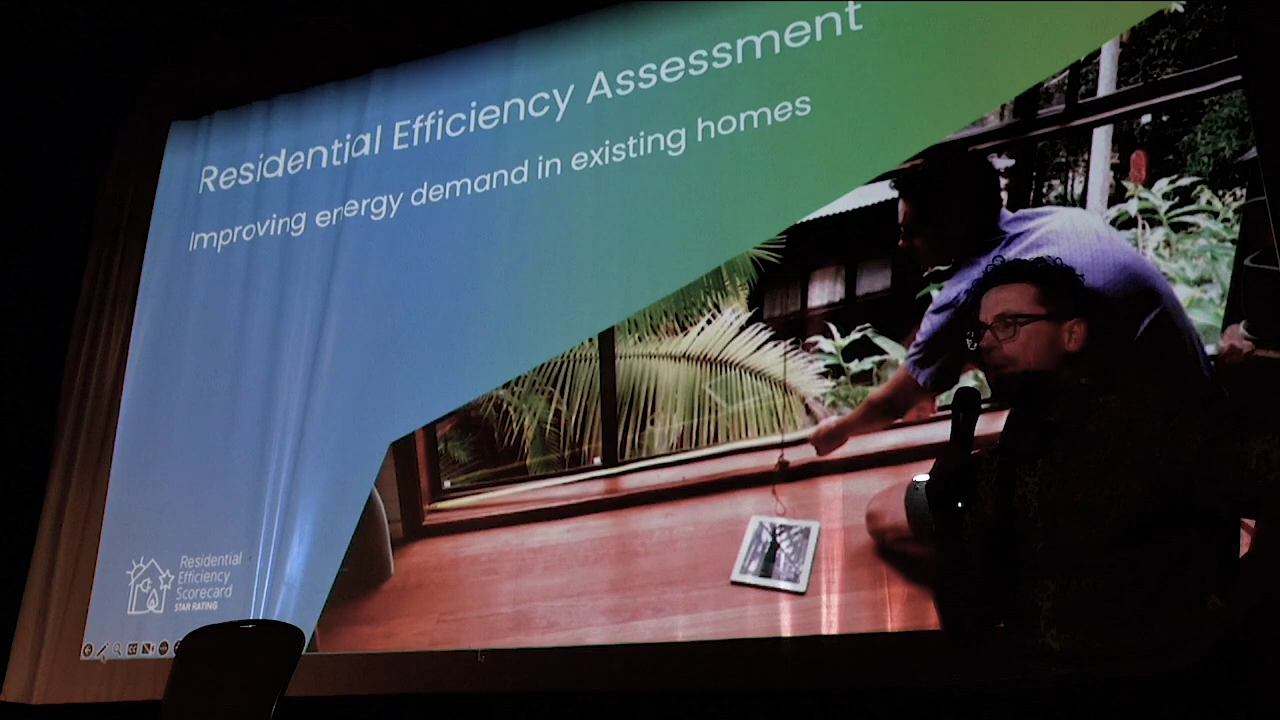 Residential Efficiency Assessment
Improving energy demand in existing homes
Residential
Efficiency
Scorecard
STAR RATING